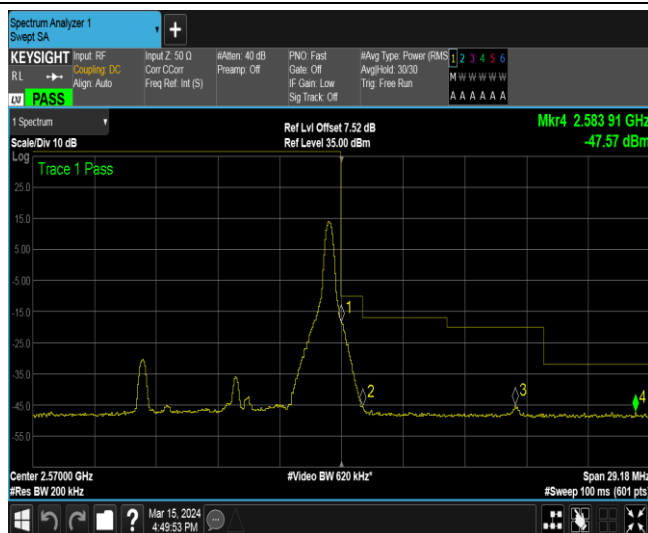 Spectrum Analyzer 1
Swept SA
KEYSIGHT
RL
LXI PASS
Input: RF
Coupling: DC
Align: Auto
Input Z: 50 Ω
Corr CCorr
Freq Ref: Int (S)
#Atten: 40 dB
Preamp: Off
PNO: Fast
Gate: Off
IF Gain: Low
Sig Track: Off
#Avg Type: Power (RMS
Avg|Hold: 30/30
Trig: Free Run
1 2 3 4 5 6
M W W W W W
A A A A A A
1 Spectrum
Scale/Div 10 dB
Ref Lvl Offset 7.52 dB
Ref Level 35.00 dBm
Mkr4 2.583 91 GHz
-47.57 dBm
Log
Trace 1 Pass
25.0
15.0
5.00
-5.00
-15.0
-25.0
-35.0
-45.0
-55.0
1
2
3
4
Center 2.57000 GHz
#Res BW 200 kHz
#Video BW 620 kHz*
Span 29.18 MHz
#Sweep 100 ms (601 pts)
?
Mar 15, 2024
4:49:53 PM